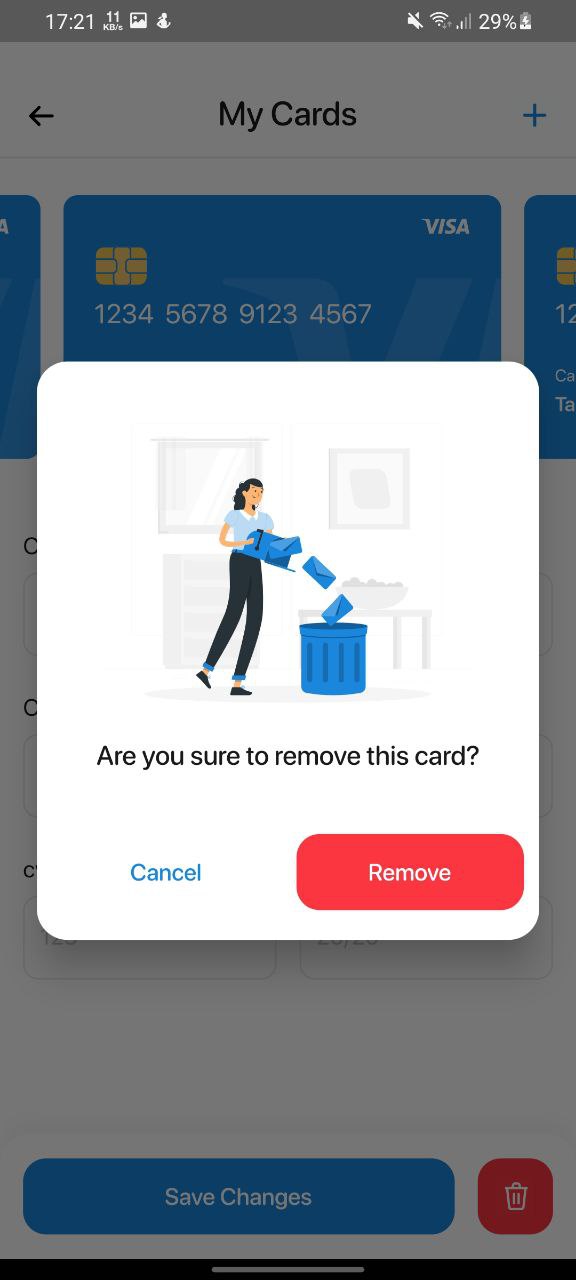 17:21 11 KB/s 29%
My Cards
VISA
1234 5678 9123 4567
Are you sure to remove this card?
Cancel
Remove
Save Changes